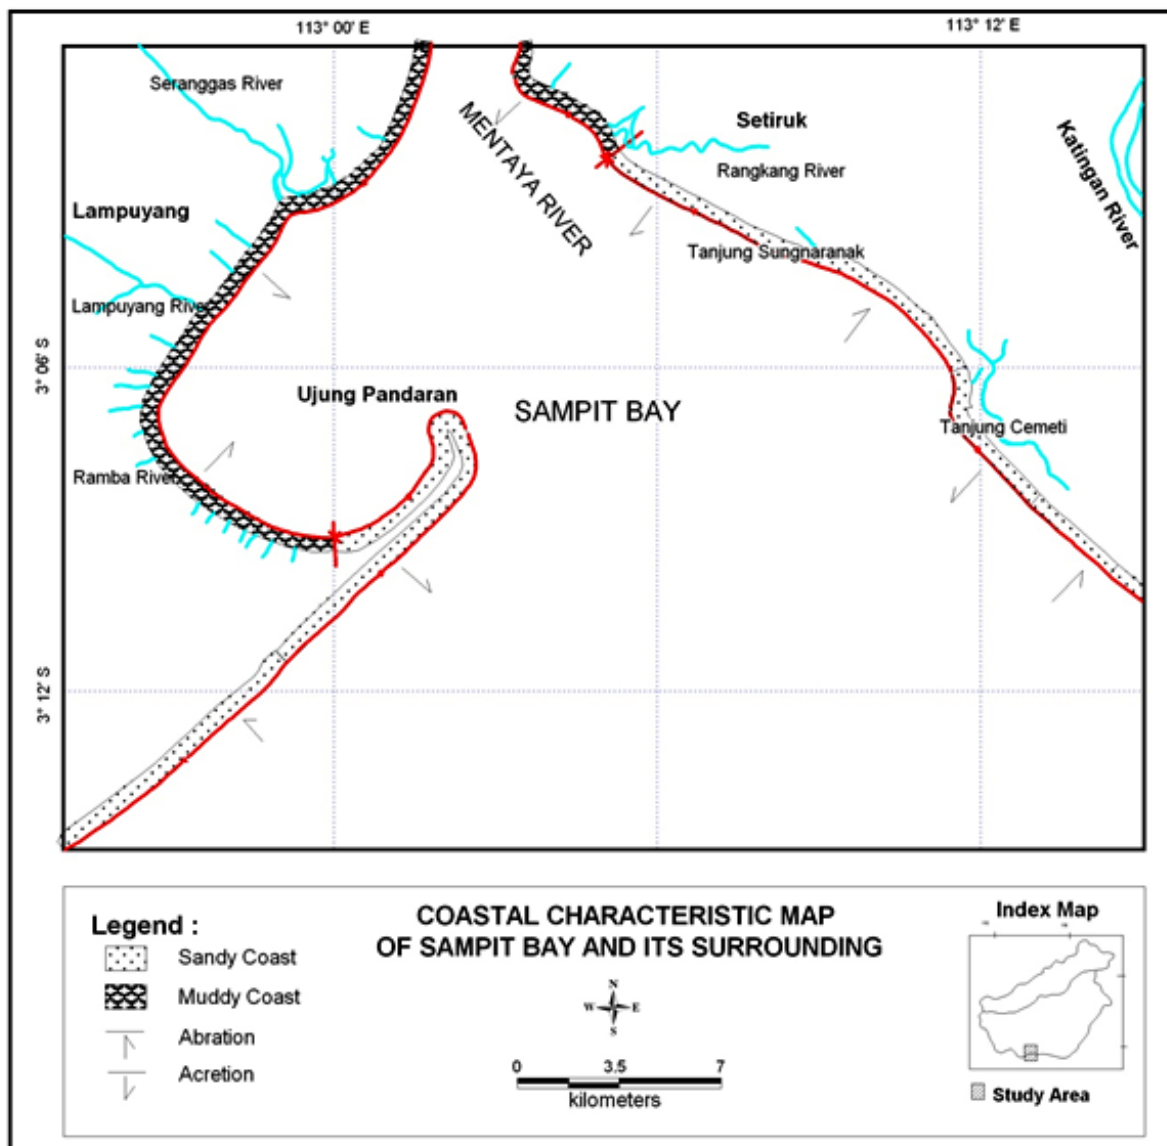 113° 00' E
113° 12' E
Seranggas River
MENTAYA RIVER
Setiruk
Rangkang River
Katingan River
Lampuyang
Tanjung Sungnaranak
Lampuyang Rive
3° 06' S
Ujung Pandaran
SAMPIT BAY
Tanjung Cemeti
Ramba River
3° 12' S
Legend :
Sandy Coast
Muddy Coast
Abration
Acretion
COASTAL CHARACTERISTIC MAP
OF SAMPIT BAY AND ITS SURROUNDING
N
W E
S
0 3.5 7
kilometers
Index Map
Study Area